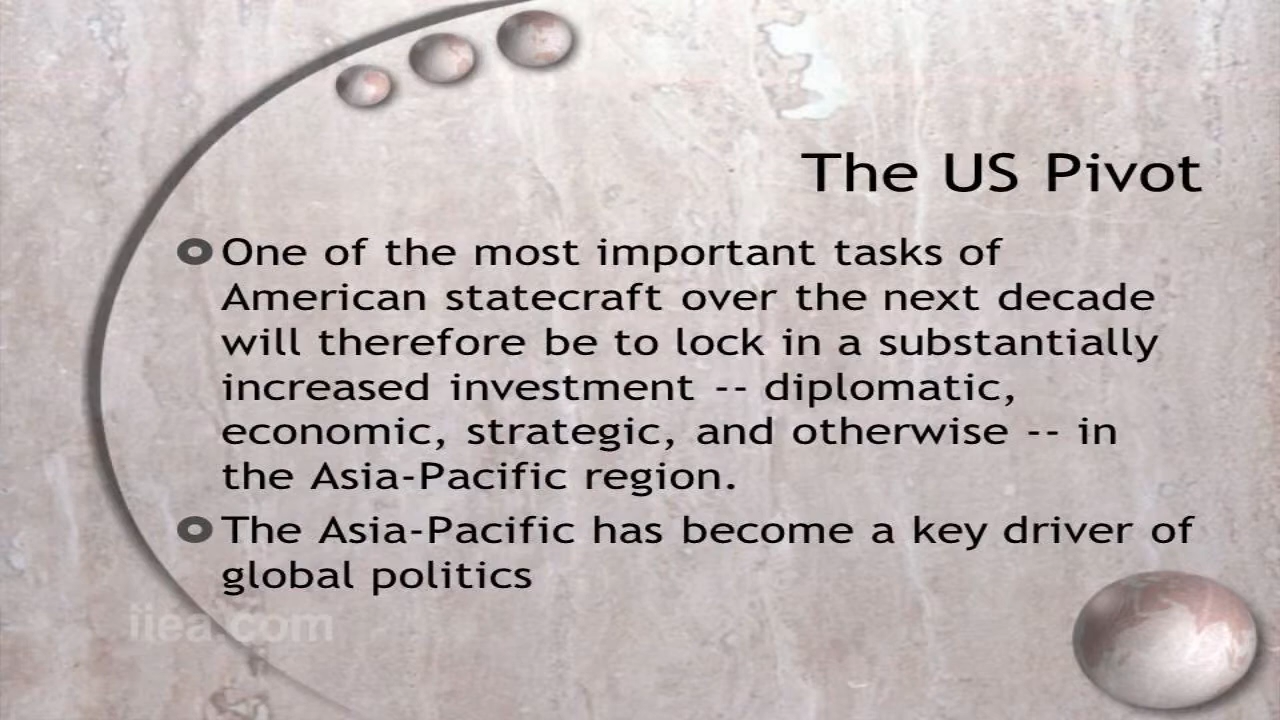 The US Pivot
One of the most important tasks of
American statecraft over the next decade
will therefore be to lock in a substantially
increased investment -- diplomatic,
economic, strategic, and otherwise -- in
the Asia-Pacific region.
The Asia-Pacific has become a key driver of
global politics
iiea.com